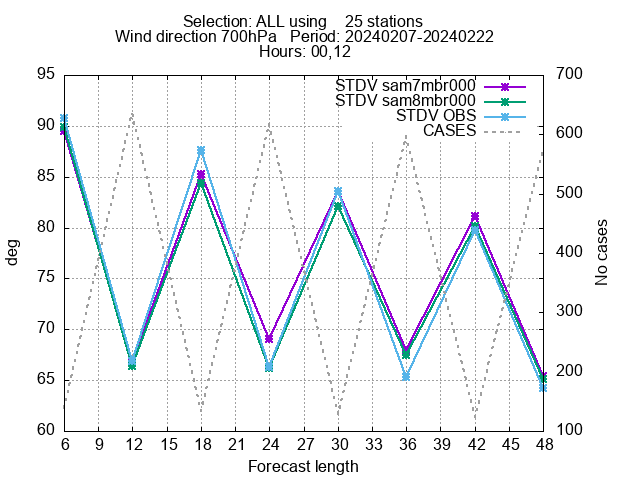 Selection: ALL using    25 stations
Wind direction 700hPa   Period: 20240207-20240222
Hours: 00,12
STDV sam7mbr000
STDV sam8mbr000
STDV OBS
CASES
95
90
85
80
75
70
65
60
deg
700
600
500
400
300
200
100
No cases
6 9 12 15 18 21 24 27 30 33 36 39 42 45 48
Forecast length